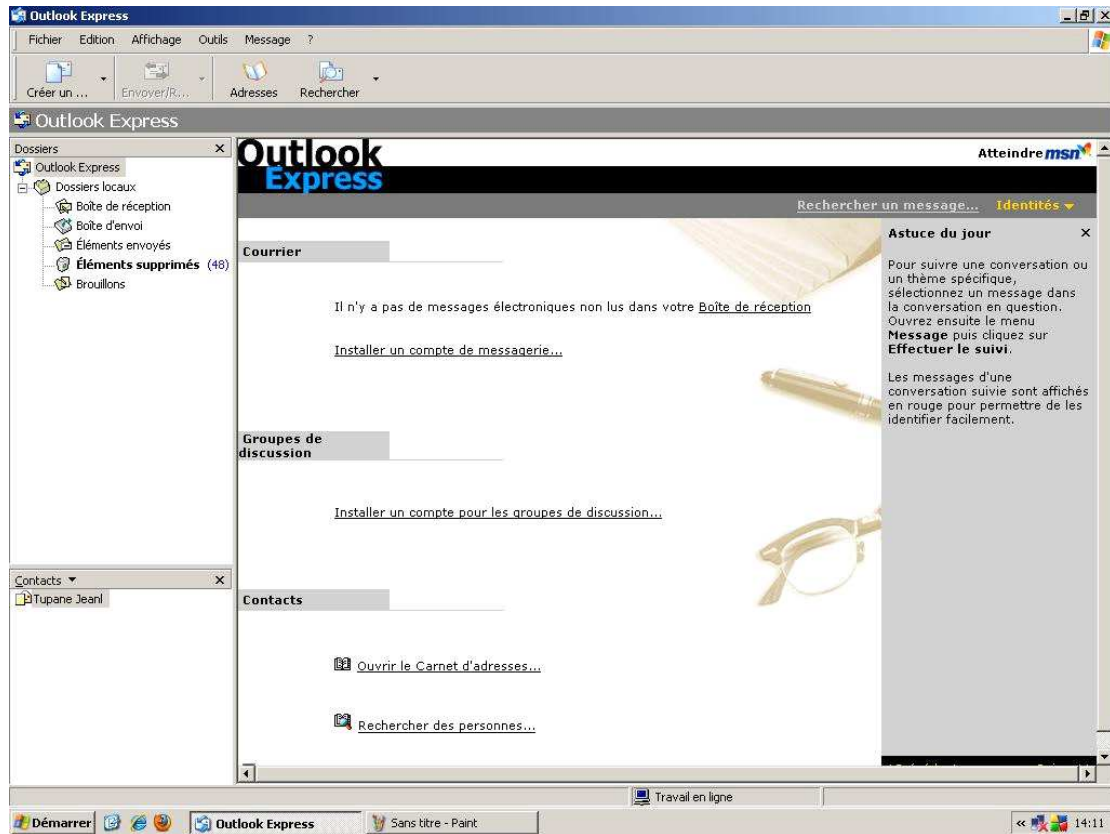 Outlook Express
Fichier Edition Affichage Outils Message ?
Créer un ... Envoyer/R... Adresses Rechercher
Outlook Express
Dossiers
Outlook Express
Dossiers locaux
Boîte de réception
Boîte d'envoi
Éléments envoyés
Éléments supprimés (48)
Brouillons
Contacts
Tupane Jeanl
Outlook
Express
Atteindre msn
Rechercher un message... Identités
Courrier
Il n'y a pas de messages électroniques non lus dans votre Boîte de réception
Installer un compte de messagerie...
Groupes de
discussion
Installer un compte pour les groupes de discussion...
Contacts
Ouvrir le Carnet d'adresses...
Rechercher des personnes...
Astuce du jour
Pour suivre une conversation ou
un thème spécifique,
sélectionnez un message dans
la conversation en question.
Ouvrez ensuite le menu
Message puis cliquez sur
Effectuer le suivi.
Les messages d'une
conversation suivie sont affichés
en rouge pour permettre de les
identifier facilement.
Travail en ligne
Démarrer Outlook Express Sans titre - Paint 14:11